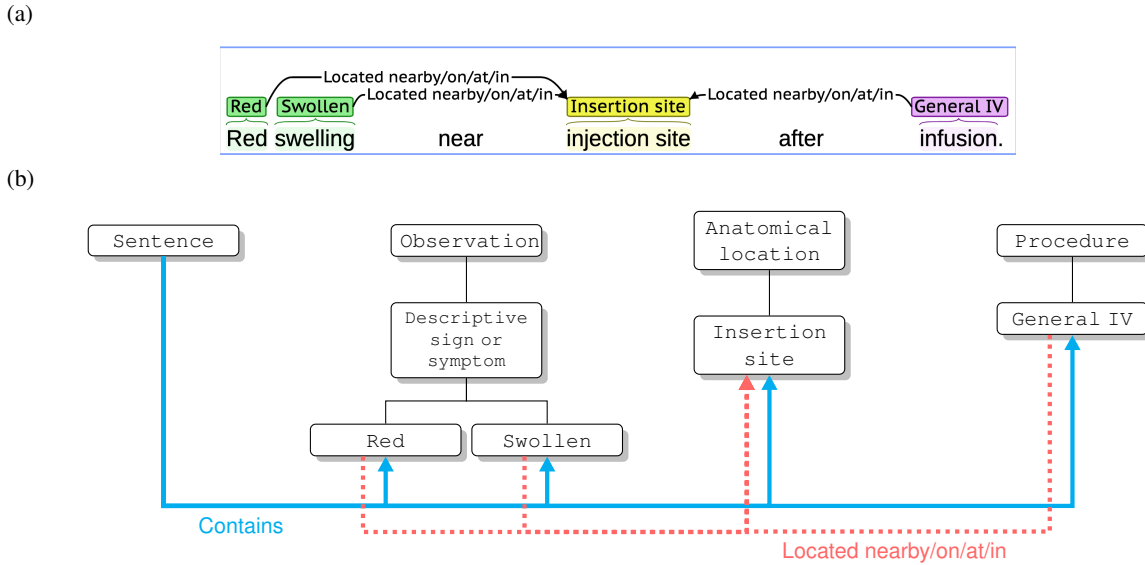 (a)
Located nearby/on/at/in
Located nearby/on/at/in Located nearby/on/at/in
Red Swollen Insertion site General IV
Red swelling near injection site after infusion.
(b)
Sentence Observation Anatomical location Procedure
Descriptive sign or symptom Insertion site General IV
Red Swollen
Contains
Located nearby/on/at/in